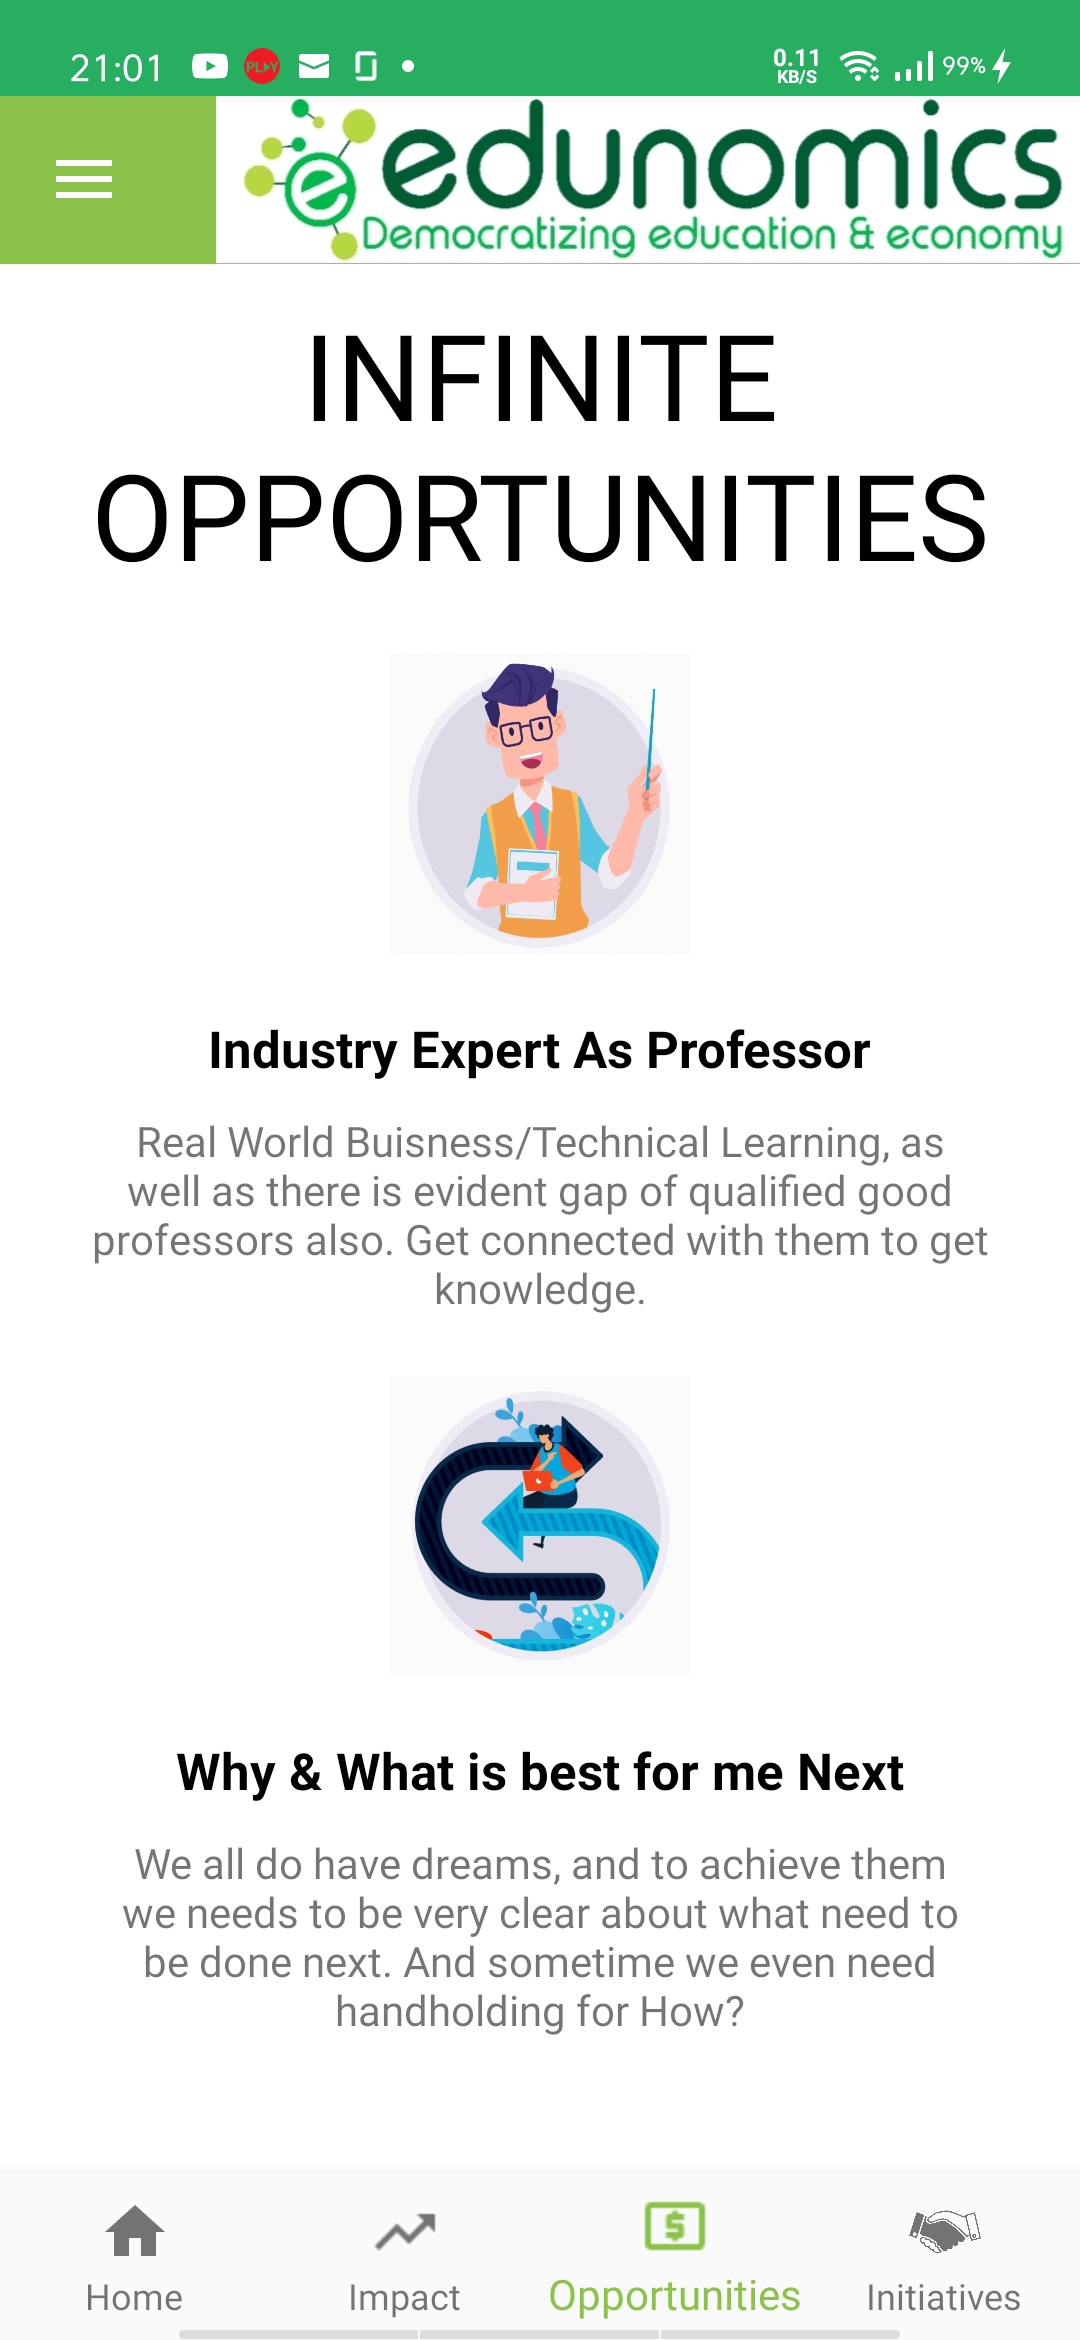 21:01
PLAY
0.11
KB/S
99%
edunomics
e
Democratizing education & economy
INFINITE
OPPORTUNITIES
Industry Expert As Professor
Real World Buisness/Technical Learning, as
well as there is evident gap of qualified good
professors also. Get connected with them to get
knowledge.
Why & What is best for me Next
We all do have dreams, and to achieve them
we needs to be very clear about what need to
be done next. And sometime we even need
handholding for How?
$
Home
Impact
Opportunities
Initiatives